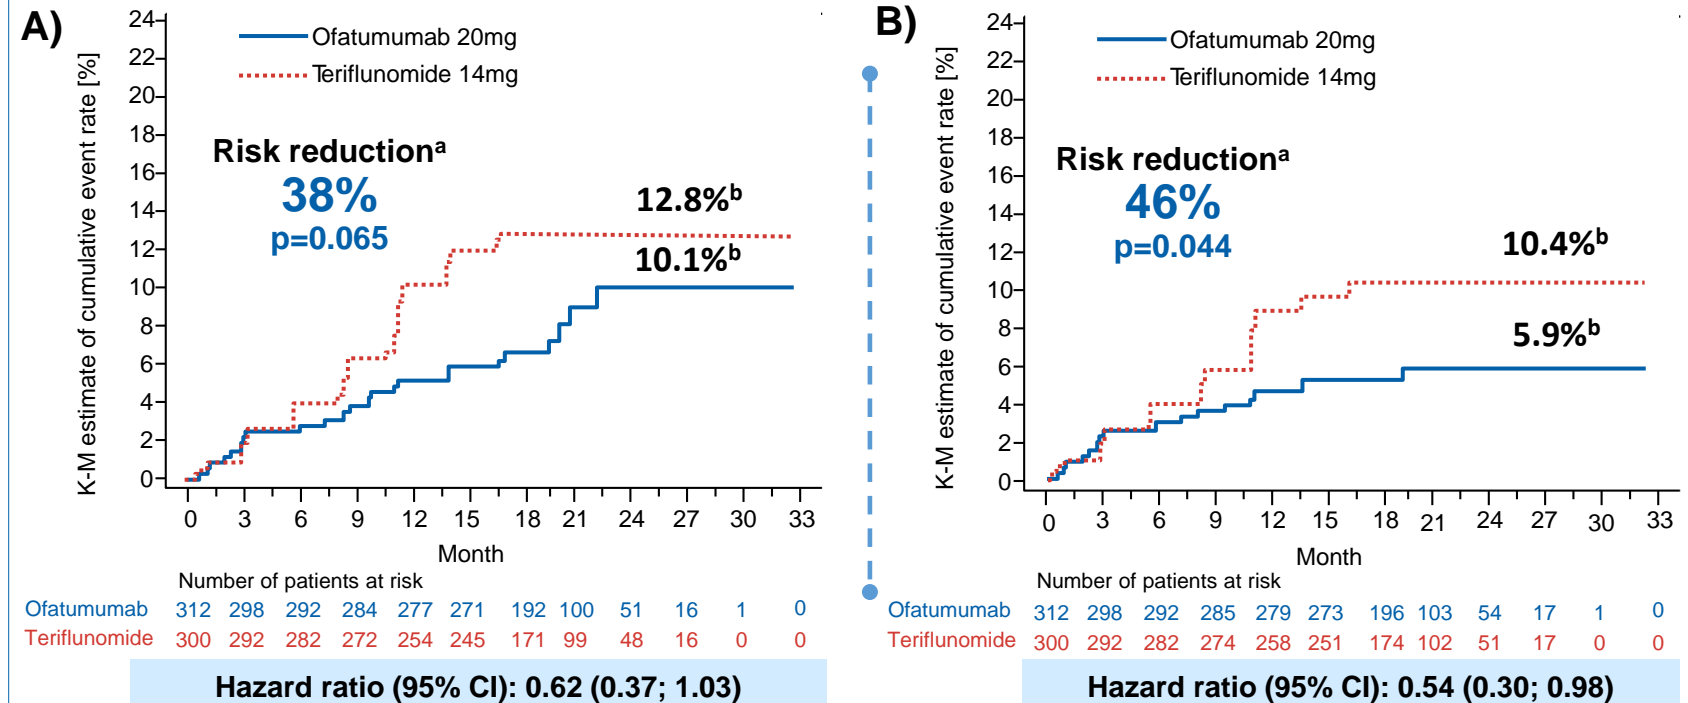 A)
K-M estimate of cumulative event rate [%]
24
22
20
18
16
14
12
10
8
6
4
2
0
Ofatumumab 20mg
Teriflunomide 14mg
Risk reductionᵃ
38%
p=0.065
12.8%ᵇ
10.1%ᵇ
0 3 6 9 12 15 18 21 24 27 30 33
Month
Number of patients at risk
Ofatumumab 312 298 292 284 277 271 192 100 51 16 1 0
Teriflunomide 300 292 282 272 254 245 171 99 48 16 0 0
Hazard ratio (95% CI): 0.62 (0.37; 1.03)
B)
K-M estimate of cumulative event rate [%]
24
22
20
18
16
14
12
10
8
6
4
2
0
Ofatumumab 20mg
Teriflunomide 14mg
Risk reductionᵃ
46%
p=0.044
10.4%ᵇ
5.9%ᵇ
0 3 6 9 12 15 18 21 24 27 30 33
Month
Number of patients at risk
Ofatumumab 312 298 292 285 279 273 196 103 54 17 1 0
Teriflunomide 300 292 282 274 258 251 174 102 51 17 0 0
Hazard ratio (95% CI): 0.54 (0.30; 0.98)